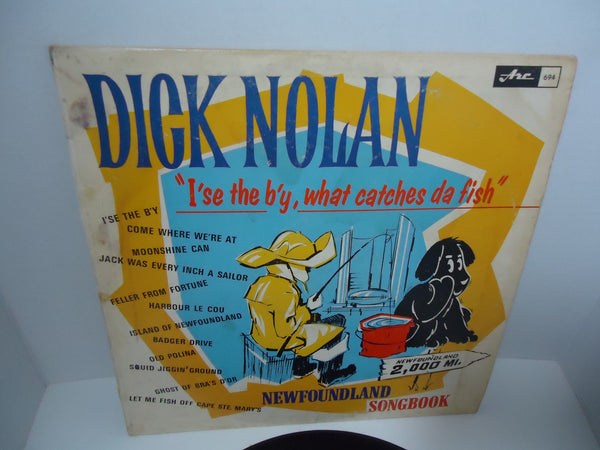 Arc 694
DICK NOLAN
"I'se the b'y, what catches da fish"
I'SE THE B'Y
COME WHERE WE'RE AT
MOONSHINE CAN
JACK WAS EVERY INCH A SAILOR
FELLER FROM FORTUNE
HARBOUR LE COU
ISLAND OF NEWFOUNDLAND
BADGER DRIVE
OLD POLINA
SQUID JIGGIN' GROUND
GHOST OF BRA'S D'OR
LET ME FISH OFF CAPE STE. MARY'S
NEWFOUNDLAND
2,000 MI.
NEWFOUNDLAND
SONGBOOK